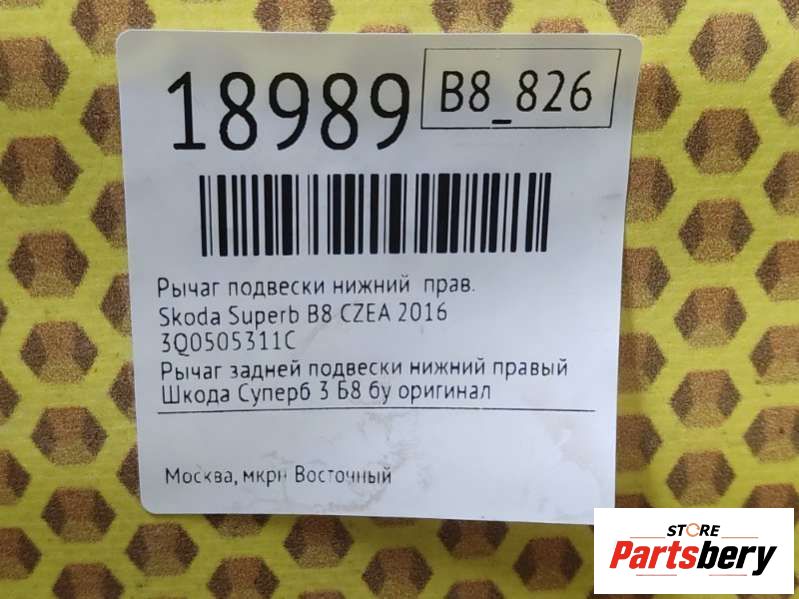 18989
B8_826
Рычаг подвески нижний прав.
Skoda Superb B8 CZEA 2016
3Q0505311C
Рычаг задней подвески нижний правый
Шкода Суперб 3 Б8 бу оригинал
Москва, мкрн Восточный
STORE
Partsbery